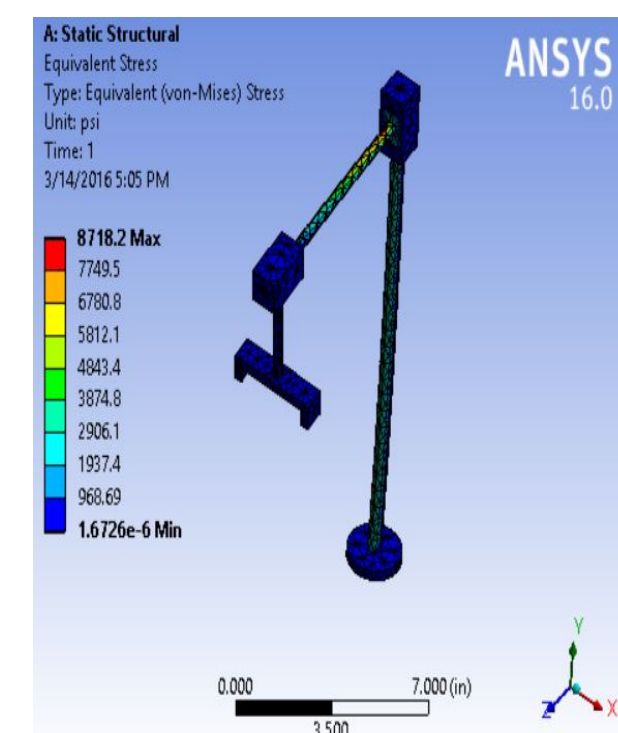 A: Static Structural
Equivalent Stress
Type: Equivalent (von-Mises) Stress
Unit: psi
Time: 1
3/14/2016 5:05 PM
ANSYS
16.0
8718.2 Max
7749.5
6780.8
5812.1
4843.4
3874.8
2906.1
1937.4
968.69
1.6726e-6 Min
0.000
7.000 (in)
3.500
Y
Z
X